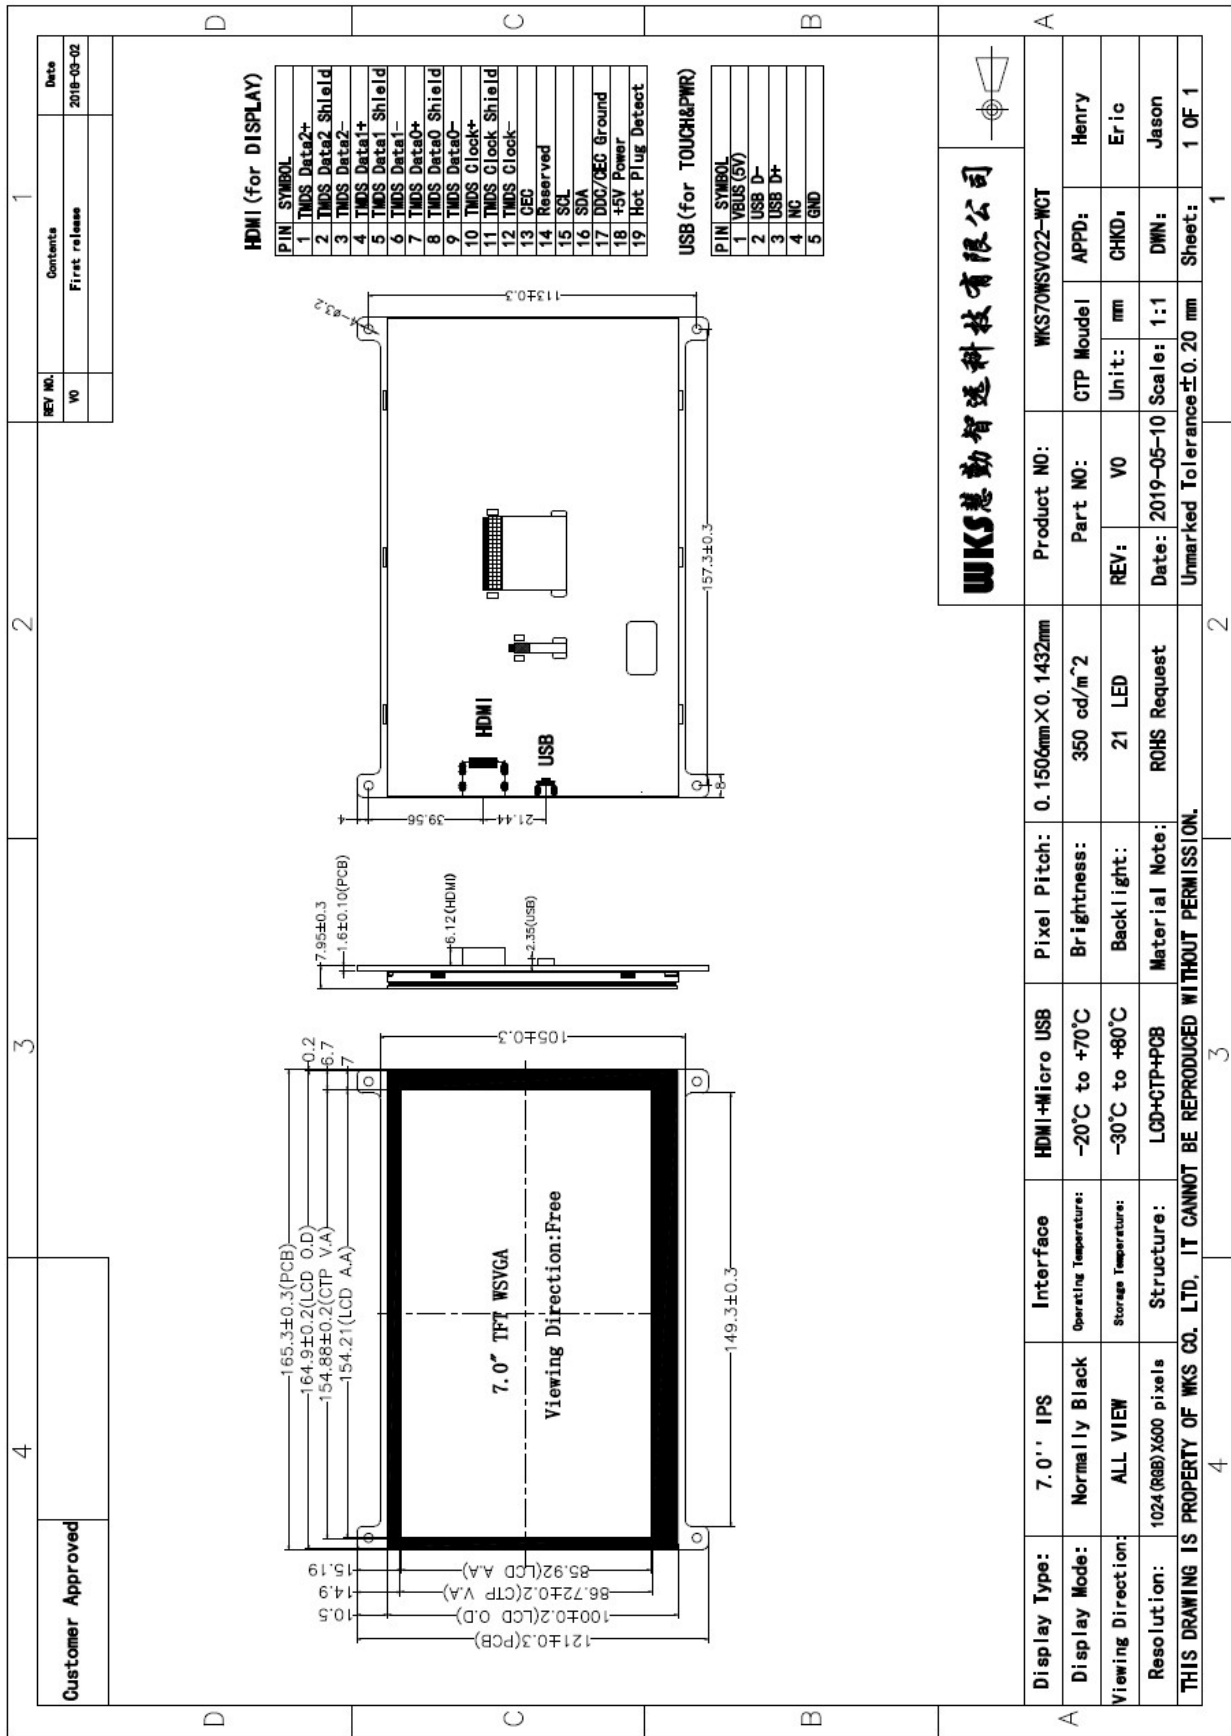 4
3
2
1
Customer Approved
REV NO.
Contents
Date
V0
First release
2018-03-02
D
C
B
A
165.3±0.3(PCB)
164.9±0.2(LCD O.D)
0.2
154.88±0.2(CTP V.A)
6.7
154.21(LCD A.A)
7
121±0.3(PCB)
100±0.2(LCD O.D)
86.72±0.2(CTP V.A)
85.92(LCD A.A)
10.5
14.9
15.19
7.0" TFT WSVGA
Viewing Direction:Free
105±0.3
149.3±0.3
7.95±0.3
1.6±0.10(PCB)
6.12(HDMI)
2.35(USB)
4
39.56
21.44
HDMI
USB
8
157.3±0.3
113±0.3
4-ø3.2
HDMI(for DISPLAY)
PIN SYMBOL
1 TMDS Data2+
2 TMDS Data2 Shield
3 TMDS Data2-
4 TMDS Data1+
5 TMDS Data1 Shield
6 TMDS Data1-
7 TMDS Data0+
8 TMDS Data0 Shield
9 TMDS Data0-
10 TMDS Clock+
11 TMDS Clock Shield
12 TMDS Clock-
13 CEC
14 Reserved
15 SCL
16 SDA
17 DDC/CEC Ground
18 +5V Power
19 Hot Plug Detect
USB(for TOUCH&PWR)
PIN SYMBOL
1 VBUS(5V)
2 USB D-
3 USB D+
4 NC
5 GND
D
C
B
A
WKS慧勤智远科技有限公司
Display Type: 7.0'' IPS Interface HDMI+Micro USB Pixel Pitch: 0.1506mm×0.1432mm Product NO: WKS70WSV022-WCT
Display Mode: Normally Black Operating Temperature: -20℃ to +70℃ Brightness: 350 cd/m^2 Part NO: CTP Moudel APPD: Henry
Viewing Direction: ALL VIEW Storage Temperature: -30℃ to +80℃ Backlight: 21 LED REV: V0 Unit: mm CHKD: Eric
Resolution: 1024(RGB)X600 pixels Structure: LCD+CTP+PCB Material Note: ROHS Request Date: 2019-05-10 Scale: 1:1 DWN: Jason
THIS DRAWING IS PROPERTY OF WKS CO. LTD, IT CANNOT BE REPRODUCED WITHOUT PERMISSION. Unmarked Tolerance±0.20 mm Sheet: 1 OF 1
4
3
2
1